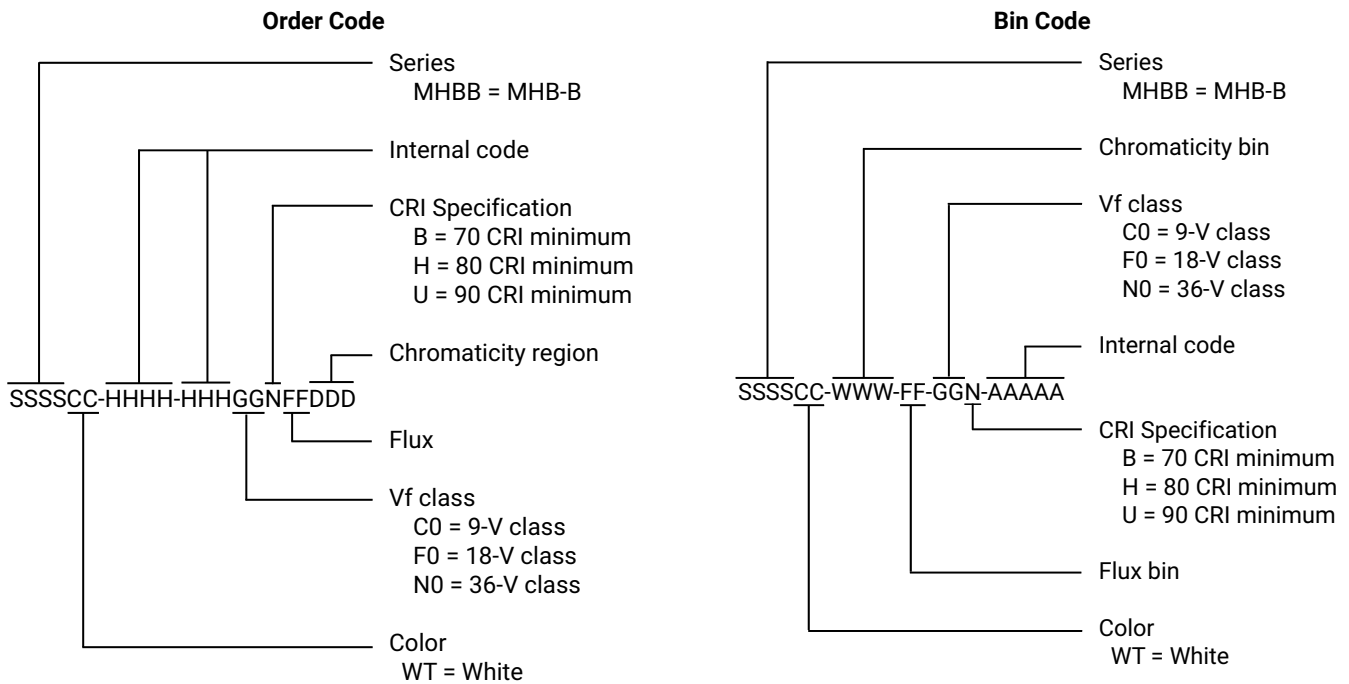 Order Code
Series
MHBB = MHB-B
Internal code
CRI Specification
B = 70 CRI minimum
H = 80 CRI minimum
U = 90 CRI minimum
Chromaticity region
SSSSCC-HHHH-HHHGGNFFDDD
Flux
Vf class
C0 = 9-V class
F0 = 18-V class
N0 = 36-V class
Color
WT = White
Bin Code
Series
MHBB = MHB-B
Chromaticity bin
Vf class
C0 = 9-V class
F0 = 18-V class
N0 = 36-V class
Internal code
SSSSCC-WWW-FF-GGN-AAAAA
CRI Specification
B = 70 CRI minimum
H = 80 CRI minimum
U = 90 CRI minimum
Flux bin
Color
WT = White